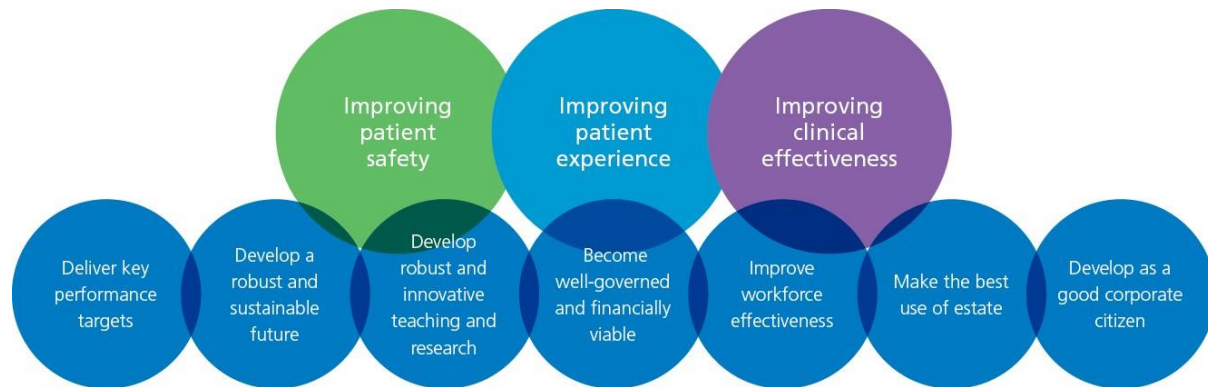 Improving
patient
safety
Improving
patient
experience
Improving
clinical
effectiveness
Deliver key
performance
targets
Develop a
robust and
sustainable
future
Develop
robust and
innovative
teaching and
research
Become
well-governed
and financially
viable
Improve
workforce
effectiveness
Make the best
use of estate
Develop as a
good corporate
citizen